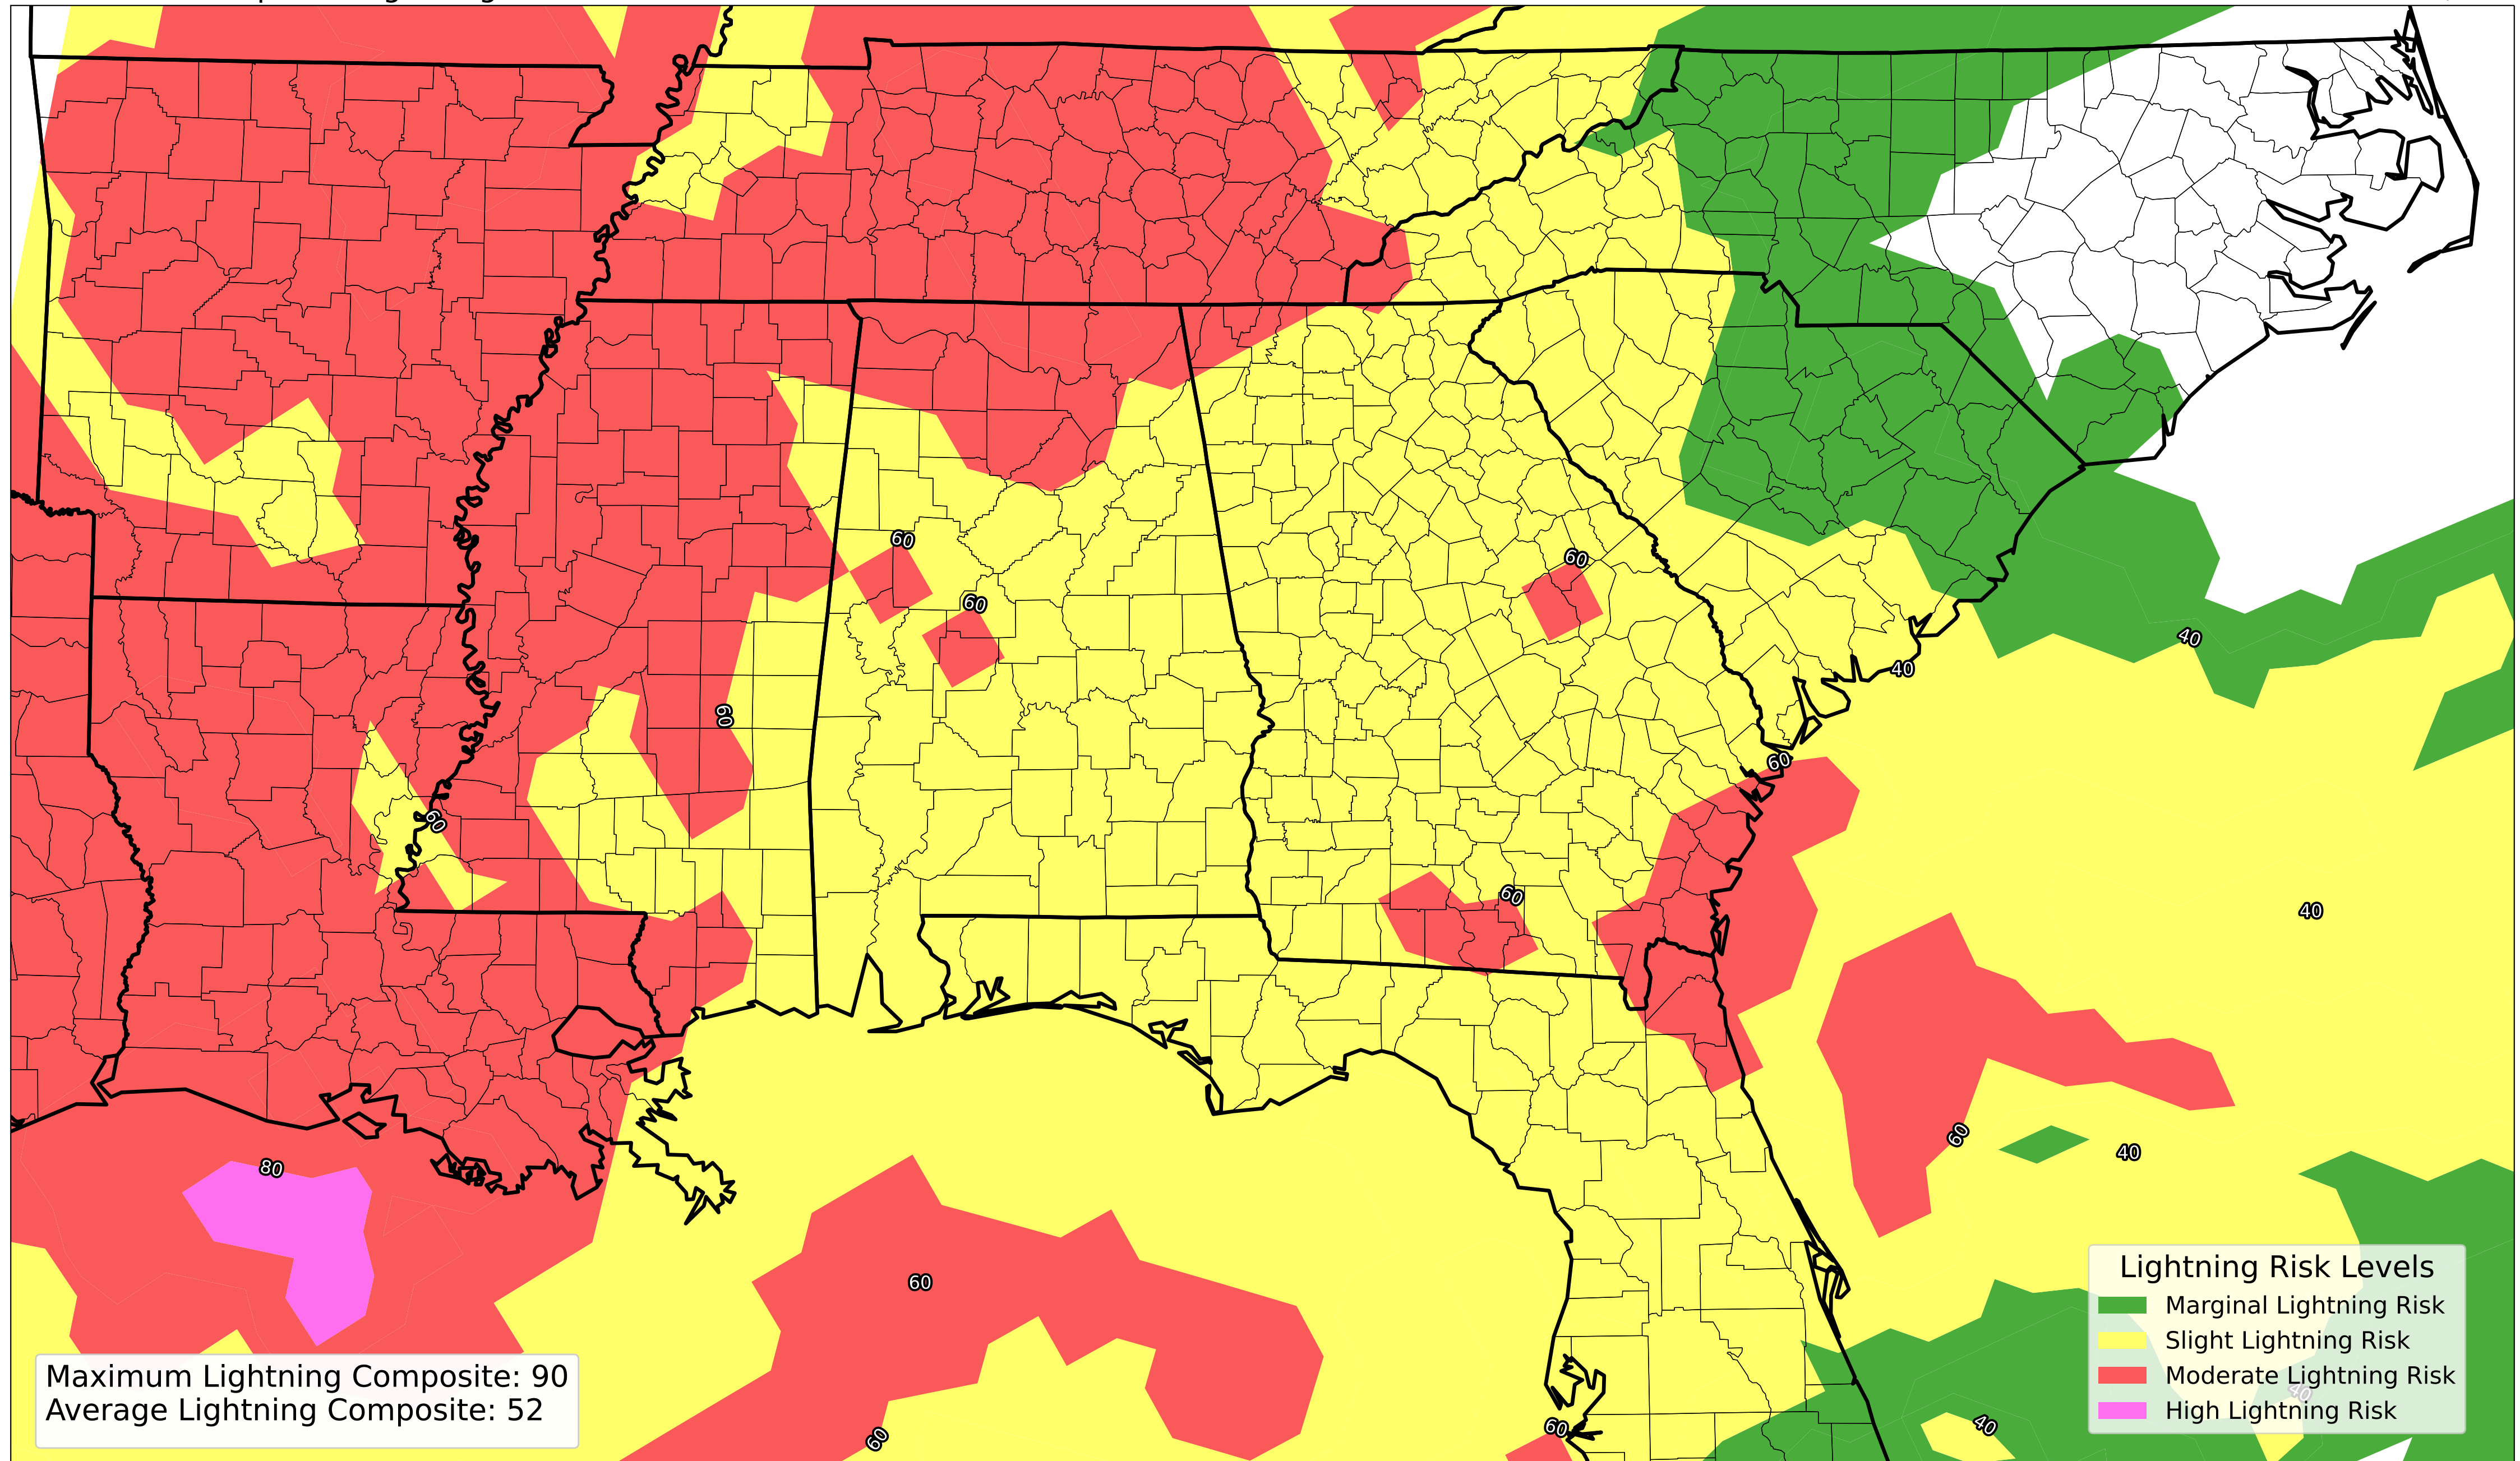 60
60
60
40
60
40
60
60
60
40
60
40
80
60
40
60
60
40
Lightning Risk Levels
Marginal Lightning Risk
Slight Lightning Risk
Moderate Lightning Risk
High Lightning Risk
Maximum Lightning Composite: 90
Average Lightning Composite: 52